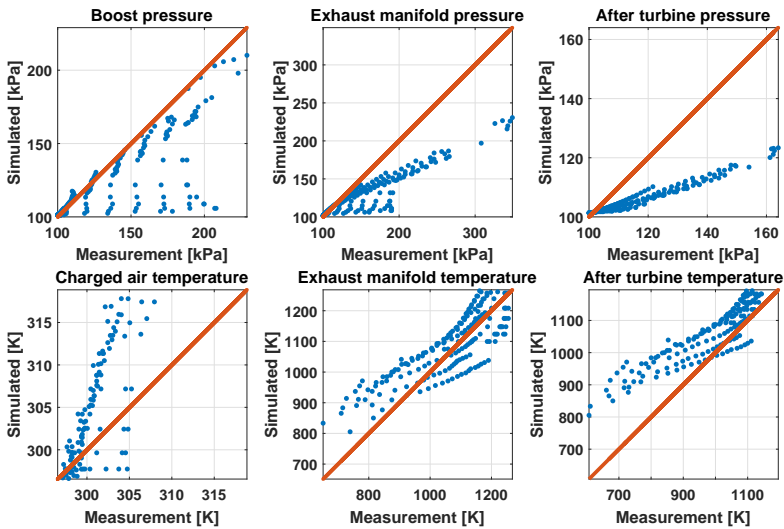 Boost pressure
Simulated [kPa]
200
150
100
100 150 200
Measurement [kPa]
Exhaust manifold pressure
Simulated [kPa]
300
250
200
150
100
100 200 300
Measurement [kPa]
After turbine pressure
Simulated [kPa]
160
140
120
100
100 120 140 160
Measurement [kPa]
Charged air temperature
Simulated [K]
315
310
305
300
300 305 310 315
Measurement [K]
Exhaust manifold temperature
Simulated [K]
1200
1100
1000
900
800
700
800 1000 1200
Measurement [K]
After turbine temperature
Simulated [K]
1100
1000
900
800
700
700 900 1100
Measurement [K]